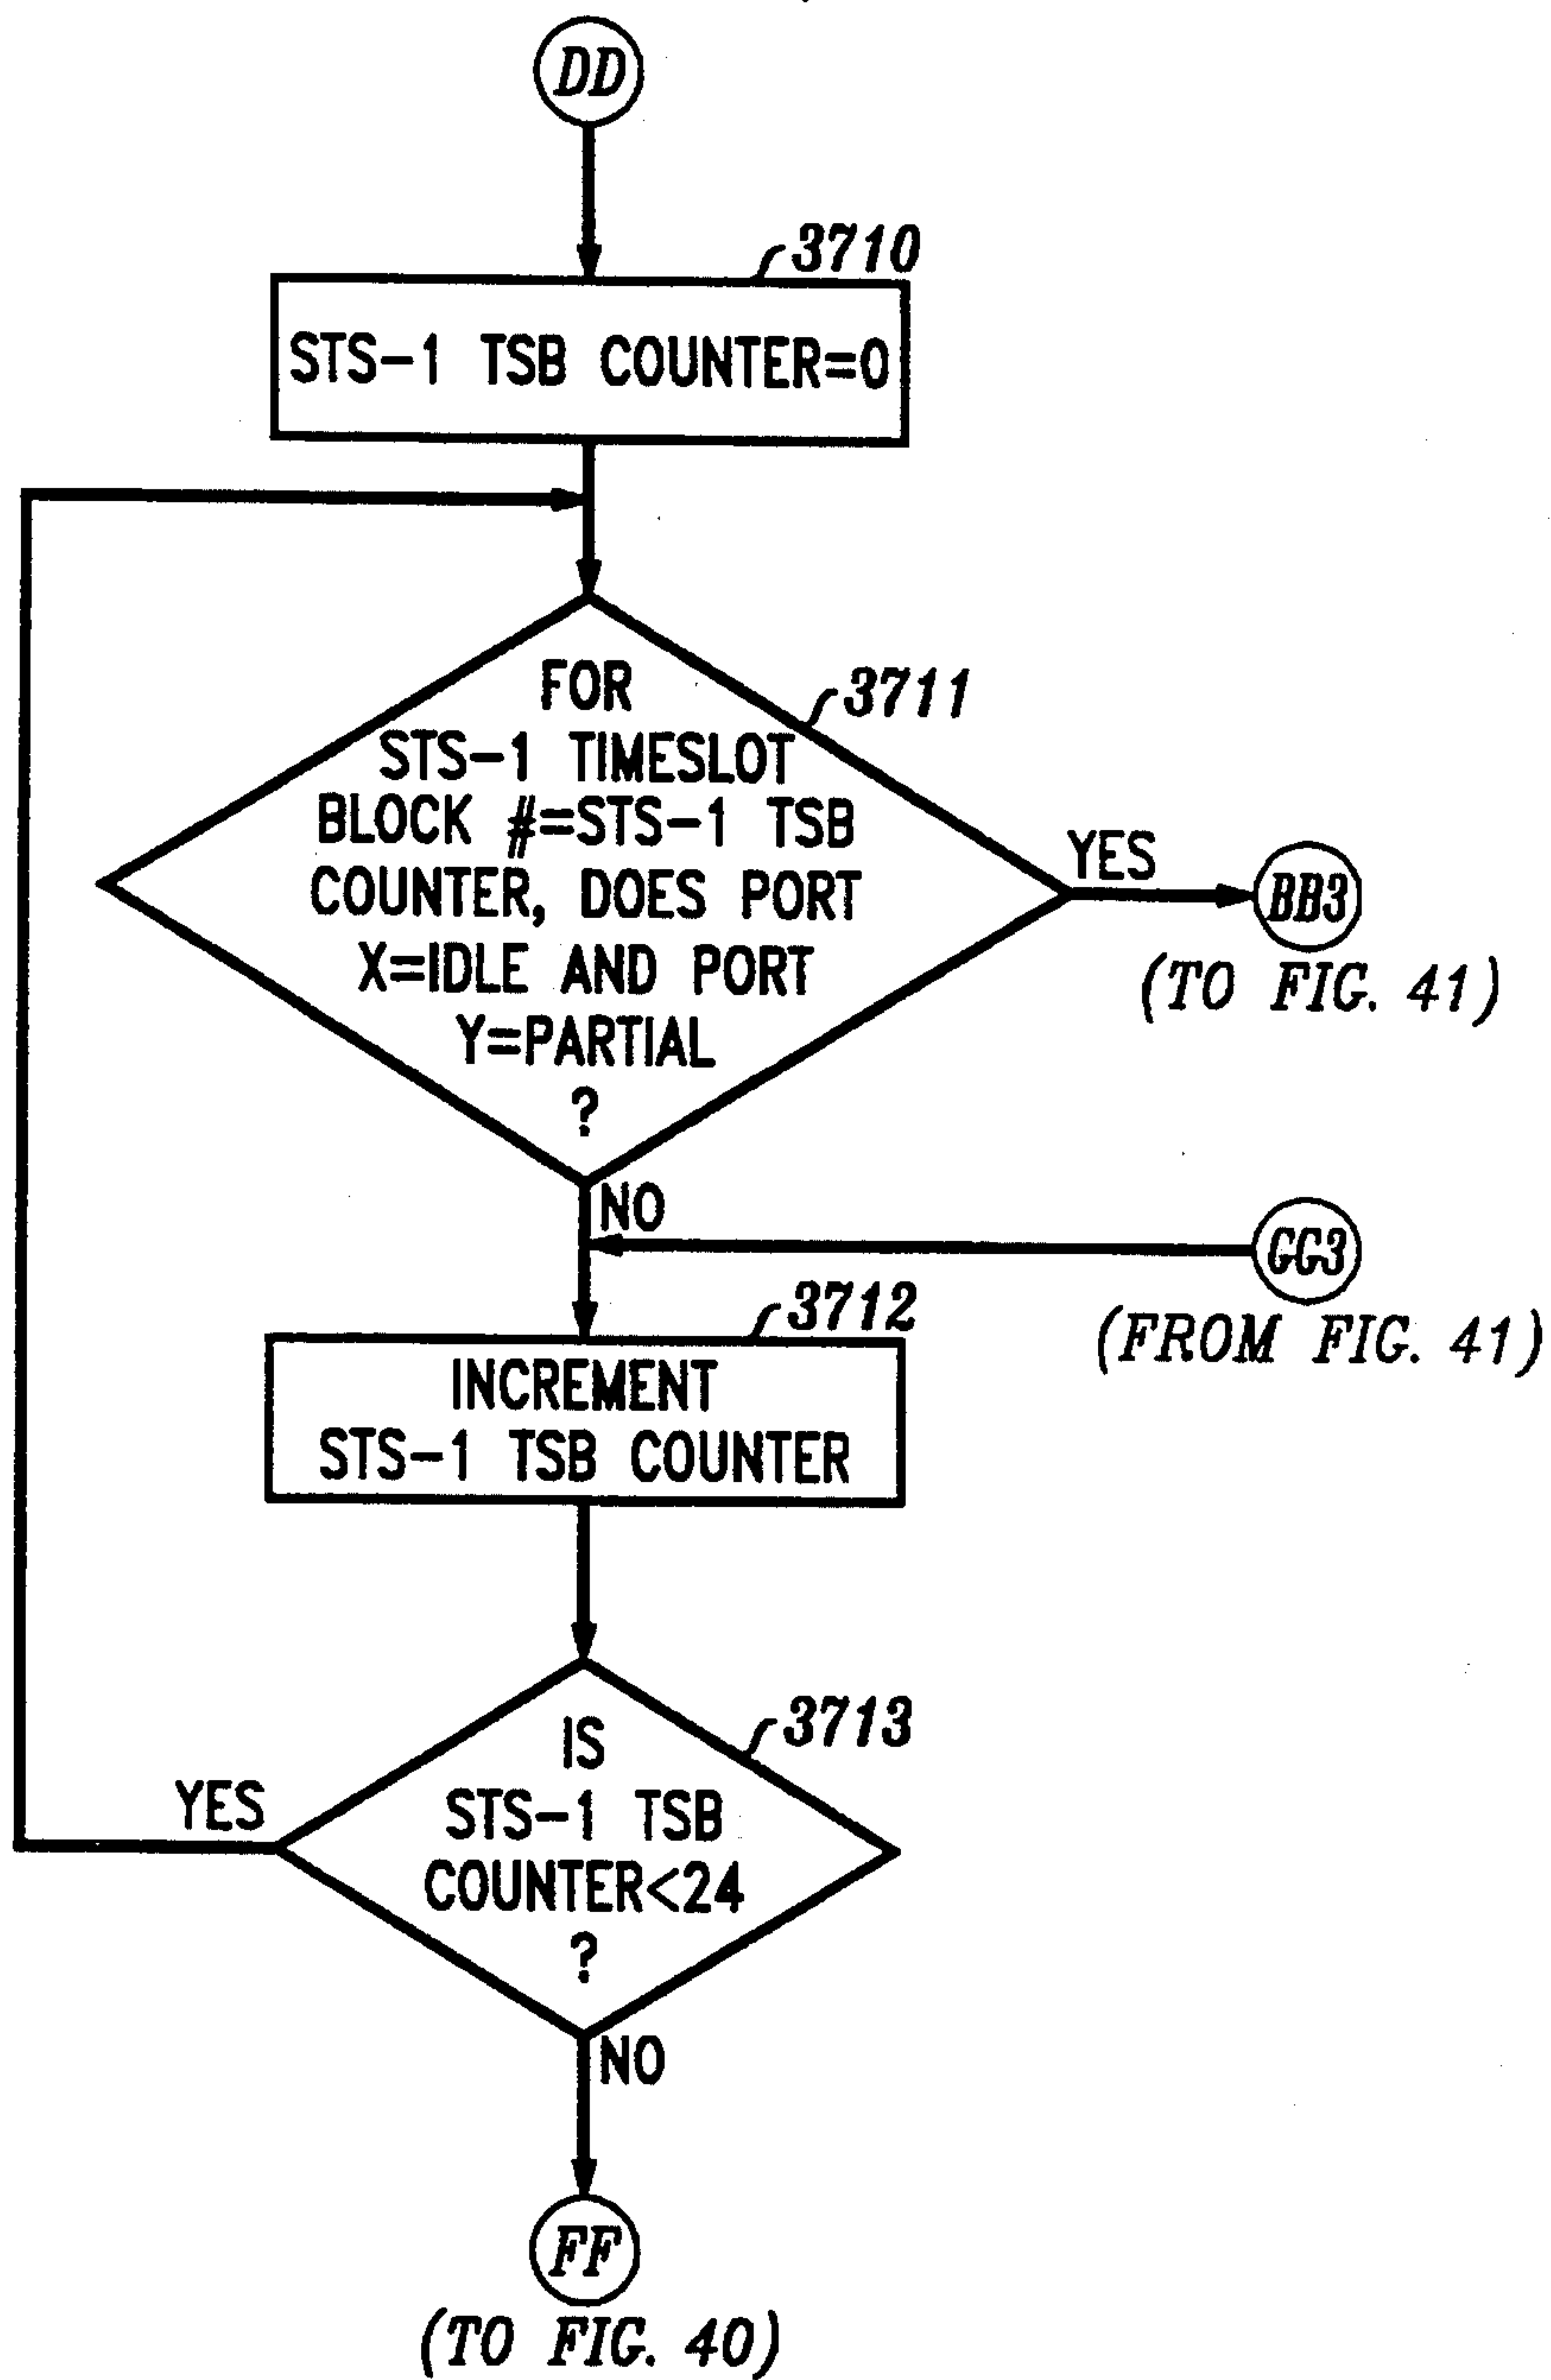 DD
3710
STS-1 TSB COUNTER=0
FOR
3711
STS-1 TIMESLOT
BLOCK #=STS-1 TSB
COUNTER, DOES PORT
X=IDLE AND PORT
Y=PARTIAL
?
YES
BB3
(TO FIG. 41)
NO
GG3
(FROM FIG. 41)
3712
INCREMENT
STS-1 TSB COUNTER
3713
IS
STS-1 TSB
COUNTER<24
?
YES
NO
FF
(TO FIG. 40)